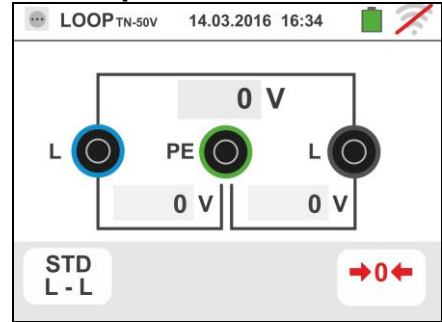 LOOP TN-50V 14.03.2016 16:34
0 V
L PE L
0 V 0 V
STD
L - L
➔0←